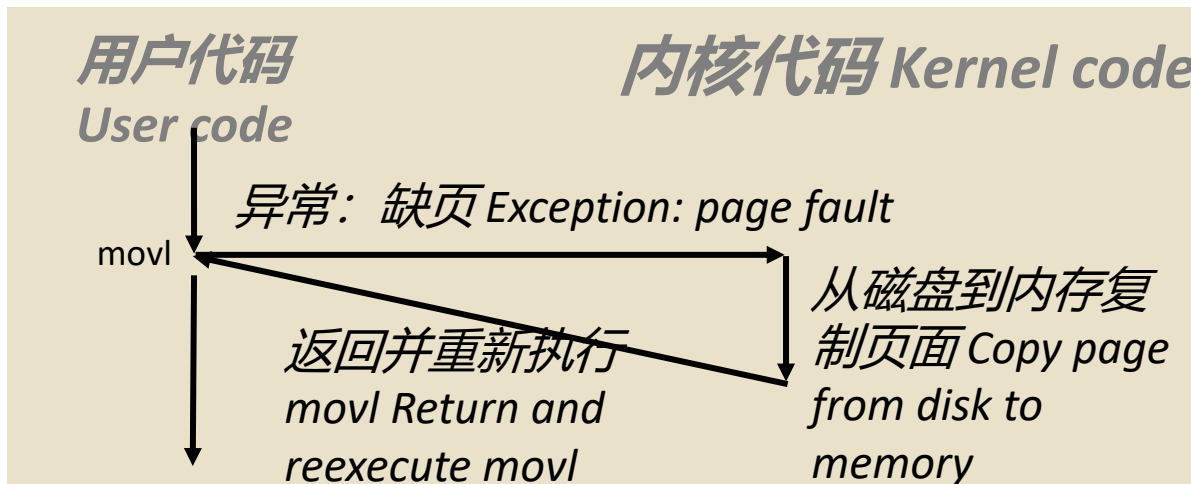 用户代码
User code
内核代码 Kernel code
异常：缺页 Exception: page fault
movl
从磁盘到内存复
制页面 Copy page
from disk to
memory
返回并重新执行
movl Return and
reexecute movl